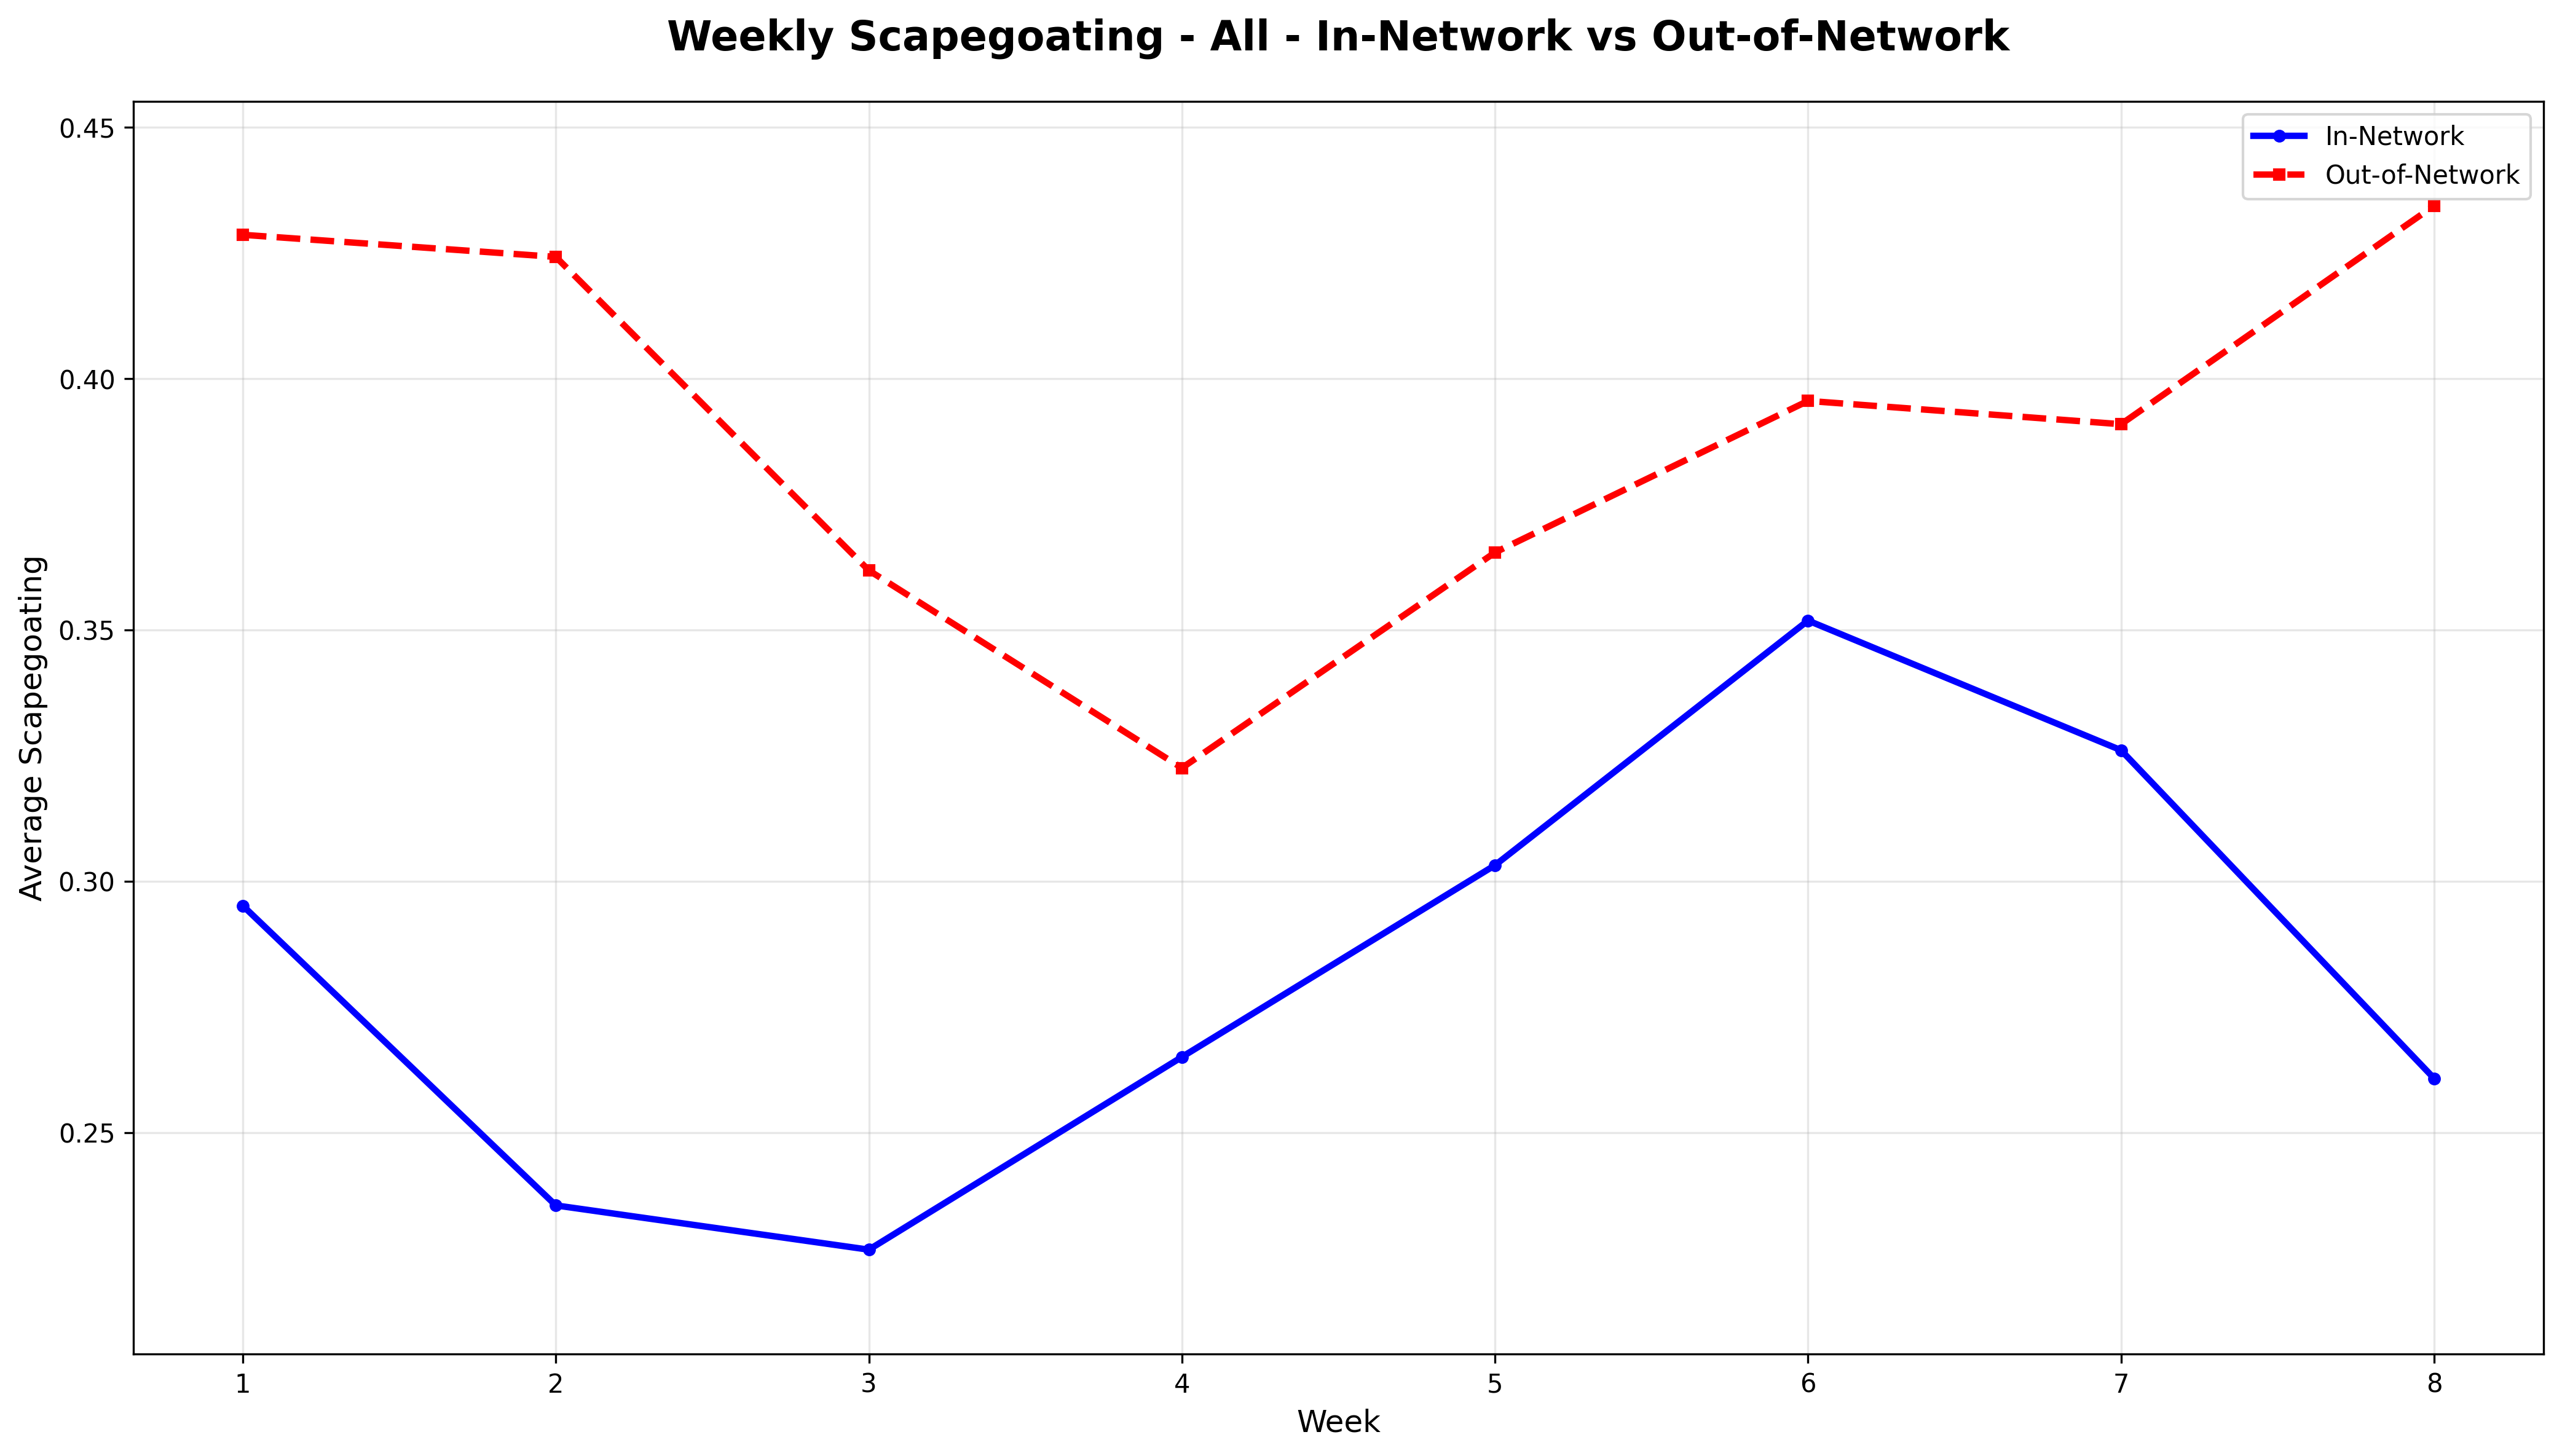 Weekly Scapegoating - All - In-Network vs Out-of-Network
In-Network
Out-of-Network
0.45
0.40
0.35
0.30
0.25
Average Scapegoating
1 2 3 4 5 6 7 8
Week